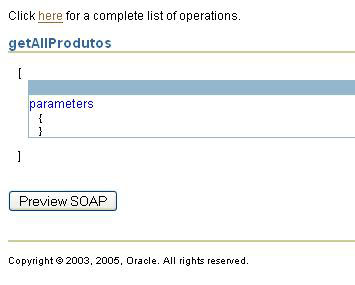 Click here for a complete list of operations.
getAllProdutos
[
parameters
{
}
]
Preview SOAP
Copyright © 2003, 2005, Oracle. All rights reserved.